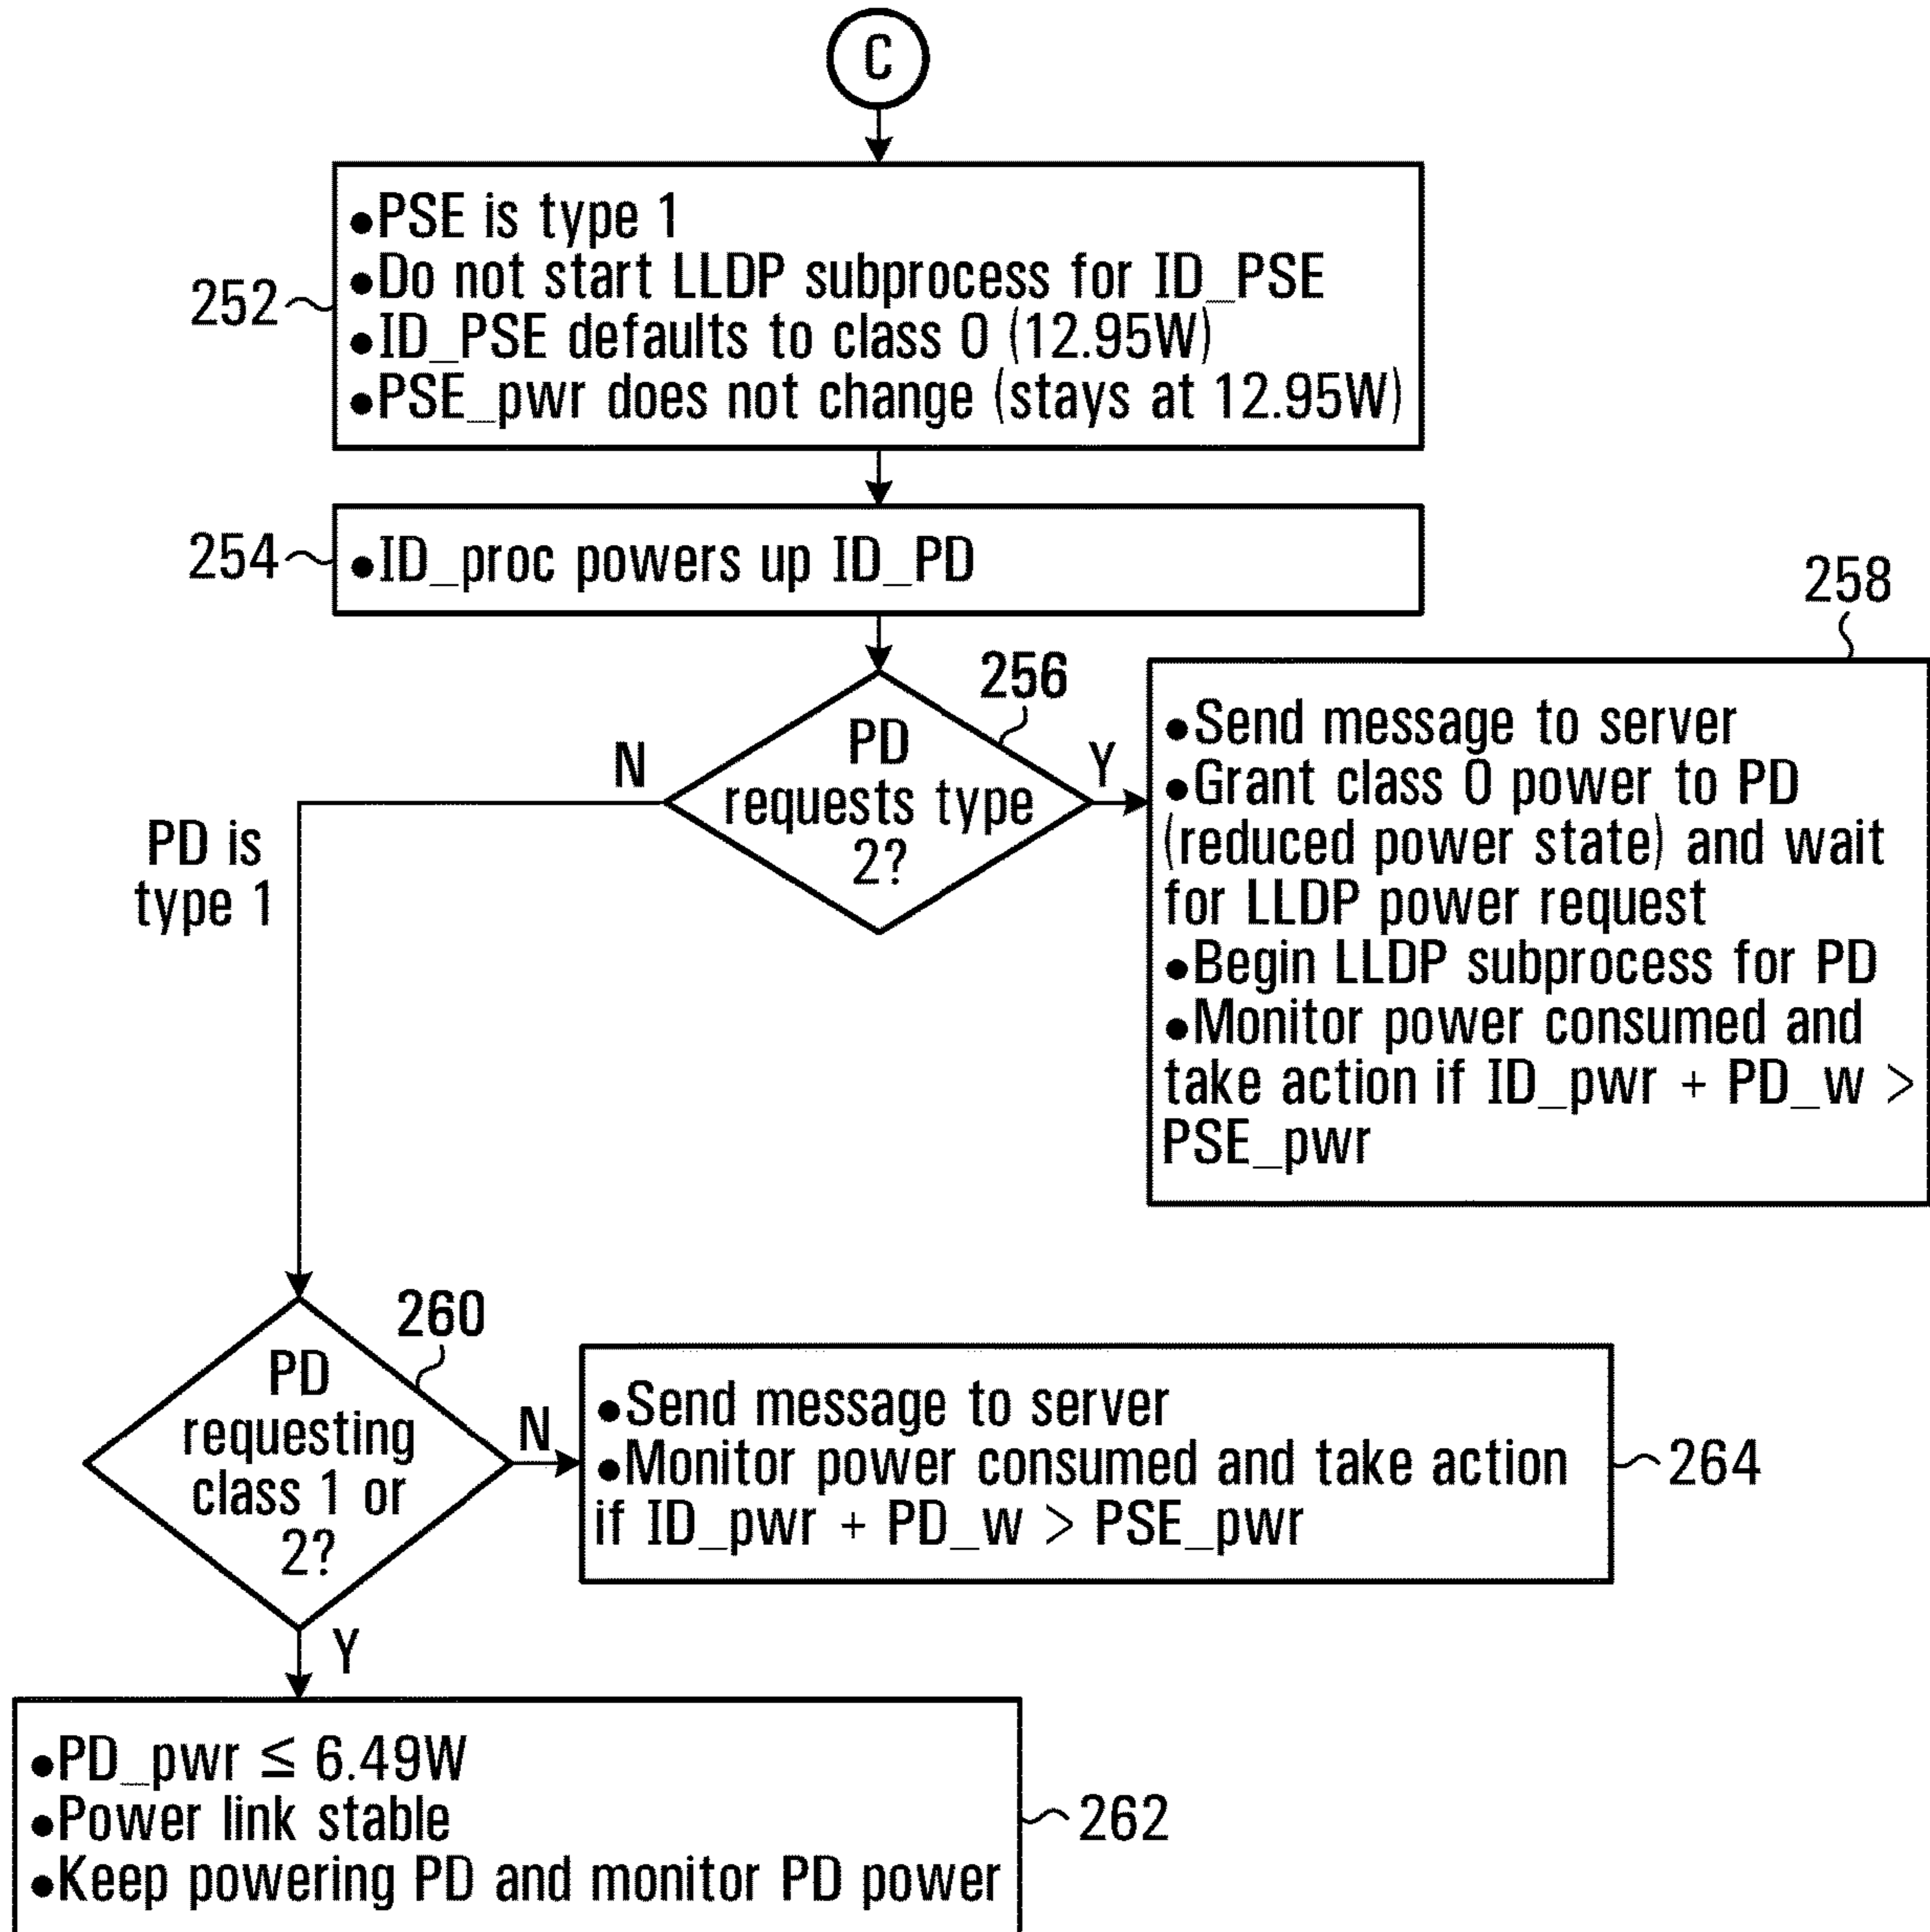 C
252
●PSE is type 1
●Do not start LLDP subprocess for ID_PSE
●ID_PSE defaults to class 0 (12.95W)
●PSE_pwr does not change (stays at 12.95W)
254
●ID_proc powers up ID_PD
256
PD
requests type
2?
N
Y
PD is
type 1
258
●Send message to server
●Grant class 0 power to PD
(reduced power state) and wait
for LLDP power request
●Begin LLDP subprocess for PD
●Monitor power consumed and
take action if ID_pwr + PD_w >
PSE_pwr
260
PD
requesting
class 1 or
2?
N
Y
●Send message to server
●Monitor power consumed and take action
if ID_pwr + PD_w > PSE_pwr
264
●PD_pwr ≤ 6.49W
●Power link stable
●Keep powering PD and monitor PD power
262